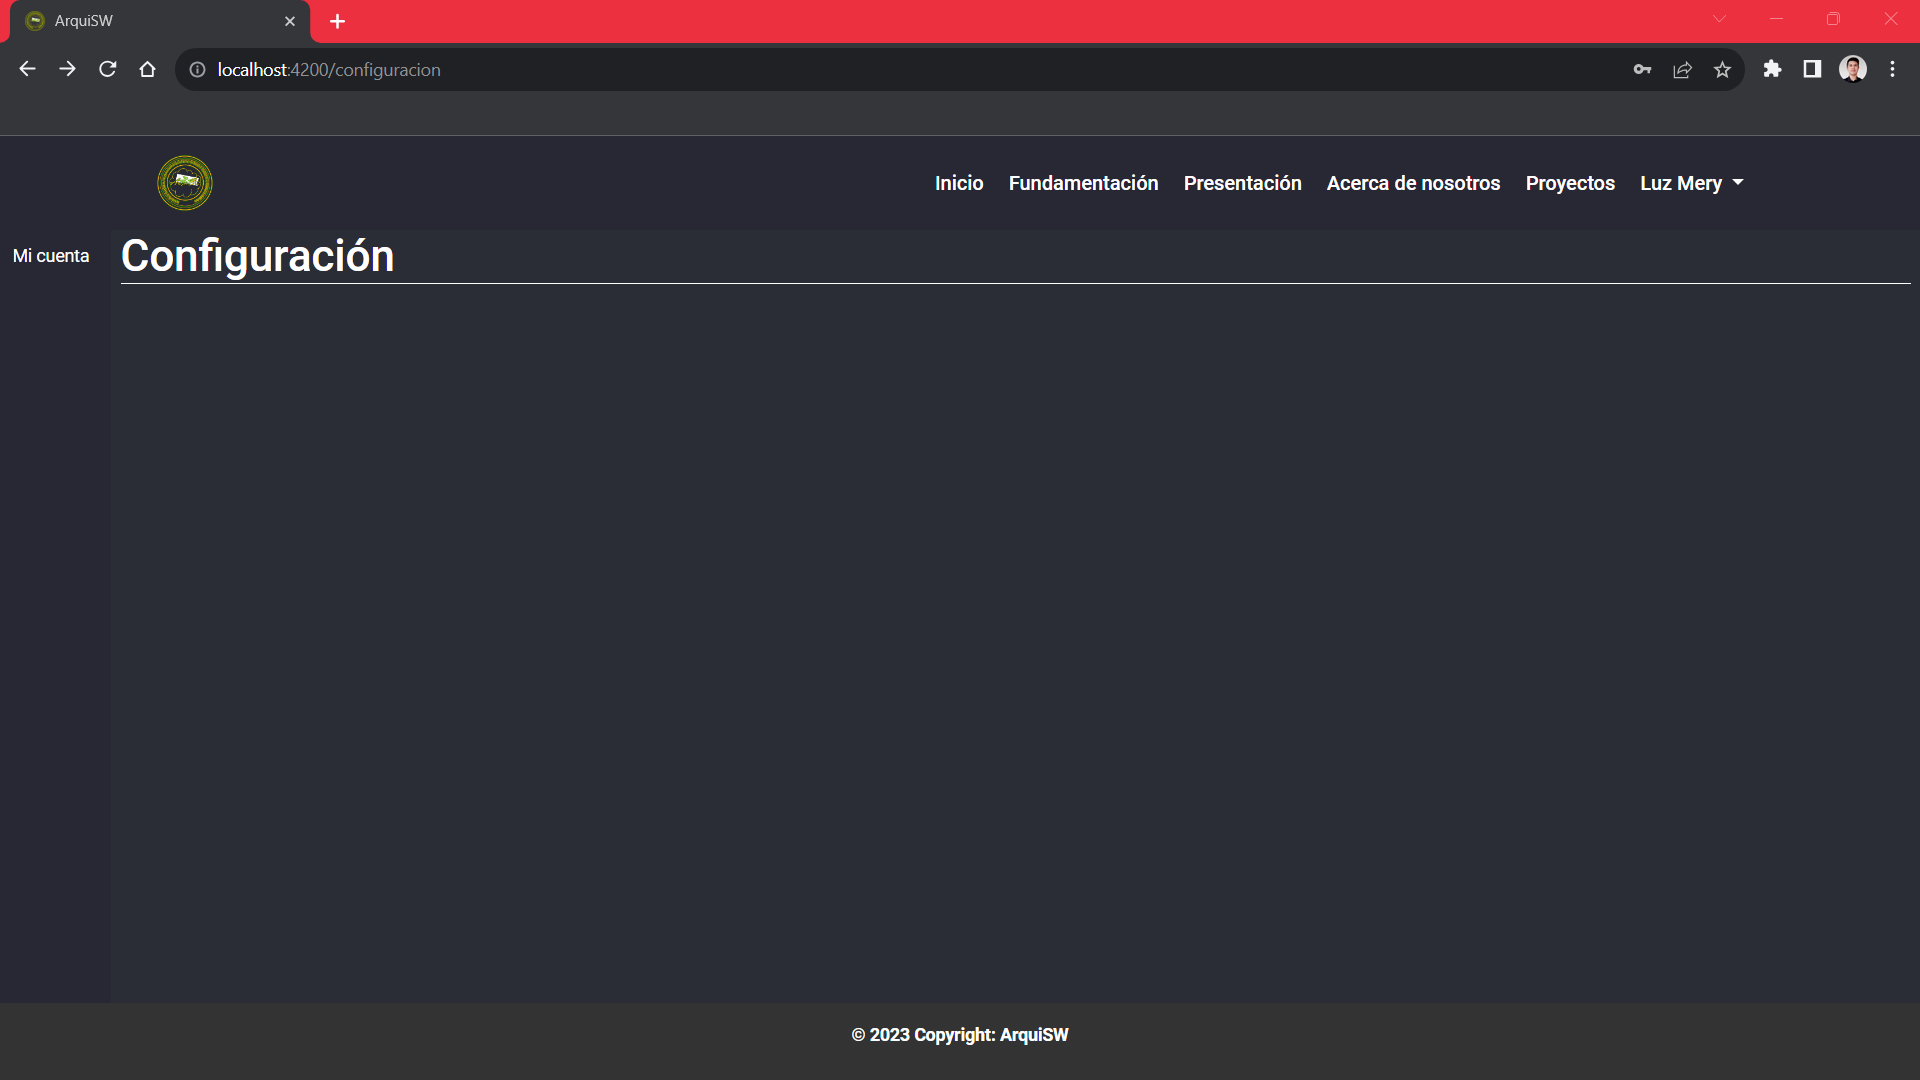 ArquiSW
localhost:4200/configuracion
Inicio Fundamentación Presentación Acerca de nosotros Proyectos Luz Mery
Mi cuenta
Configuración
© 2023 Copyright: ArquiSW